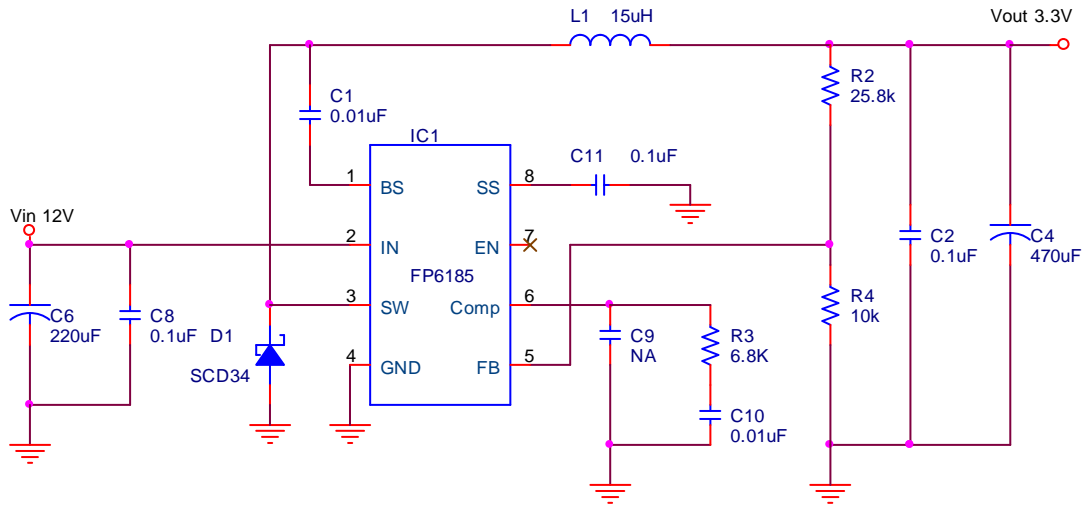 L1 15uH
Vout 3.3V
R2
25.8k
C1
0.01uF
IC1
C11 0.1uF
1
BS
SS
8
Vin 12V
2
IN
EN
7
C2
0.1uF
C4
470uF
FP6185
3
SW
Comp
6
R4
10k
C6
220uF
C8
0.1uF
D1
SCD34
C9
NA
R3
6.8K
4
GND
FB
5
C10
0.01uF